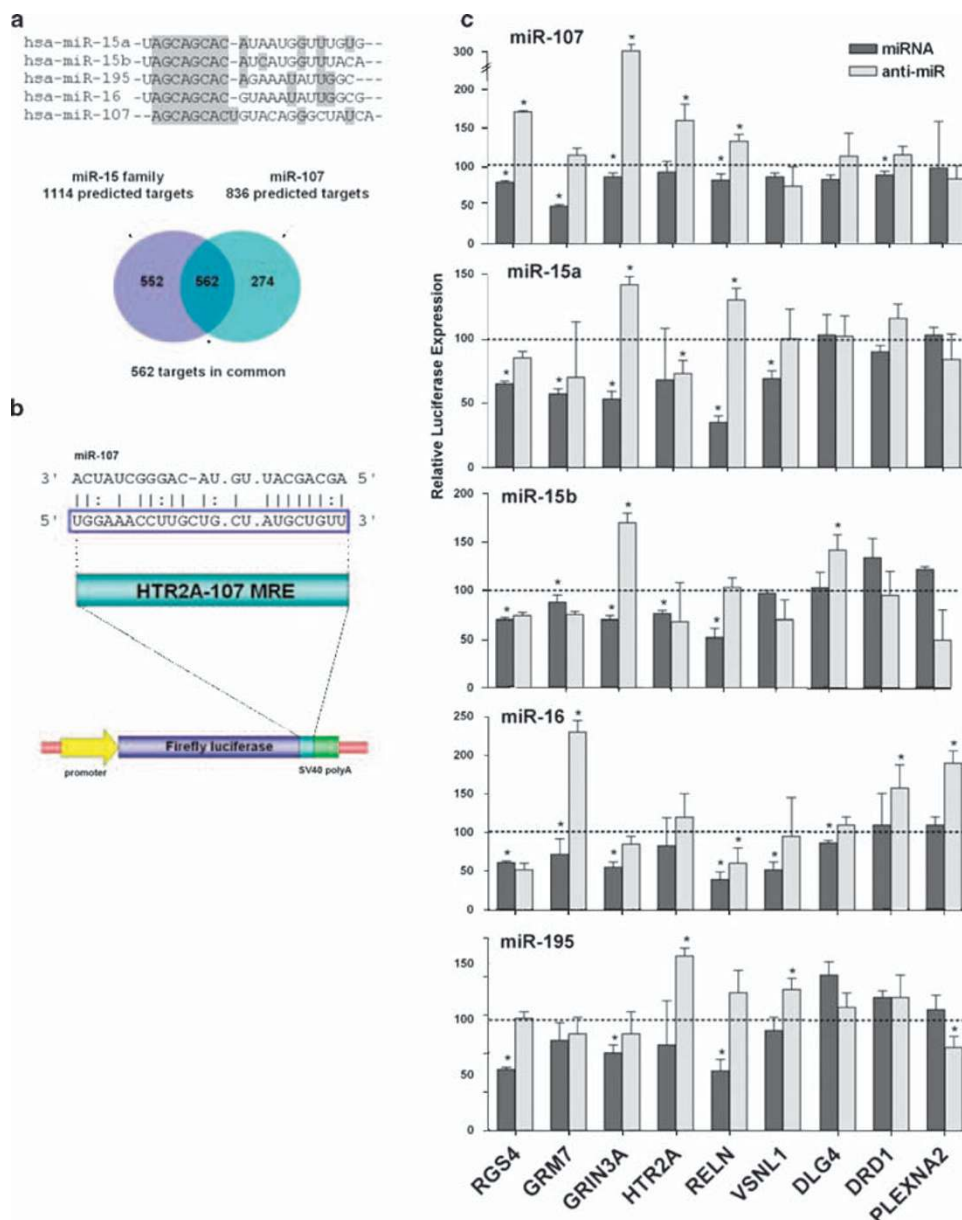 a
hsa-miR-15a -UAGCAGCAC-AUAAUGGUUUGUG--
hsa-miR-15b -UAGCAGCAC-AUCAUGGUUUACA--
hsa-miR-195 -UAGCAGCAC-AGAAAUAUUGGC---
hsa-miR-16 -UAGCAGCAC-GUAAAUAUUGGCG--
hsa-miR-107 --AGCAGCACUGUACAGGGCUAUCA-
miR-15 family
1114 predicted targets
miR-107
836 predicted targets
552
562
274
562 targets in common
b
miR-107
3' ACUAUCGGGAC-AU.GU.UACGACGA 5'
5' UGGAAACCUUGCUG.CU.AUGCUGUU 3'
HTR2A-107 MRE
Firefly luciferase
promoter
SV40 polyA
c
Relative Luciferase Expression
miR-107
miRNA
anti-miR
300
200
150
100
50
0
* * * * * * * * * *
miR-15a
150
100
50
0
* * * * * * * *
miR-15b
200
150
100
50
0
* * * * * * *
miR-16
250
200
150
100
50
0
* * * * * * * * * *
miR-195
150
100
50
0
* * * * * *
RGS4
GRM7
GRIN3A
HTR2A
RELN
VSNL1
DLG4
DRD1
PLEXNA2